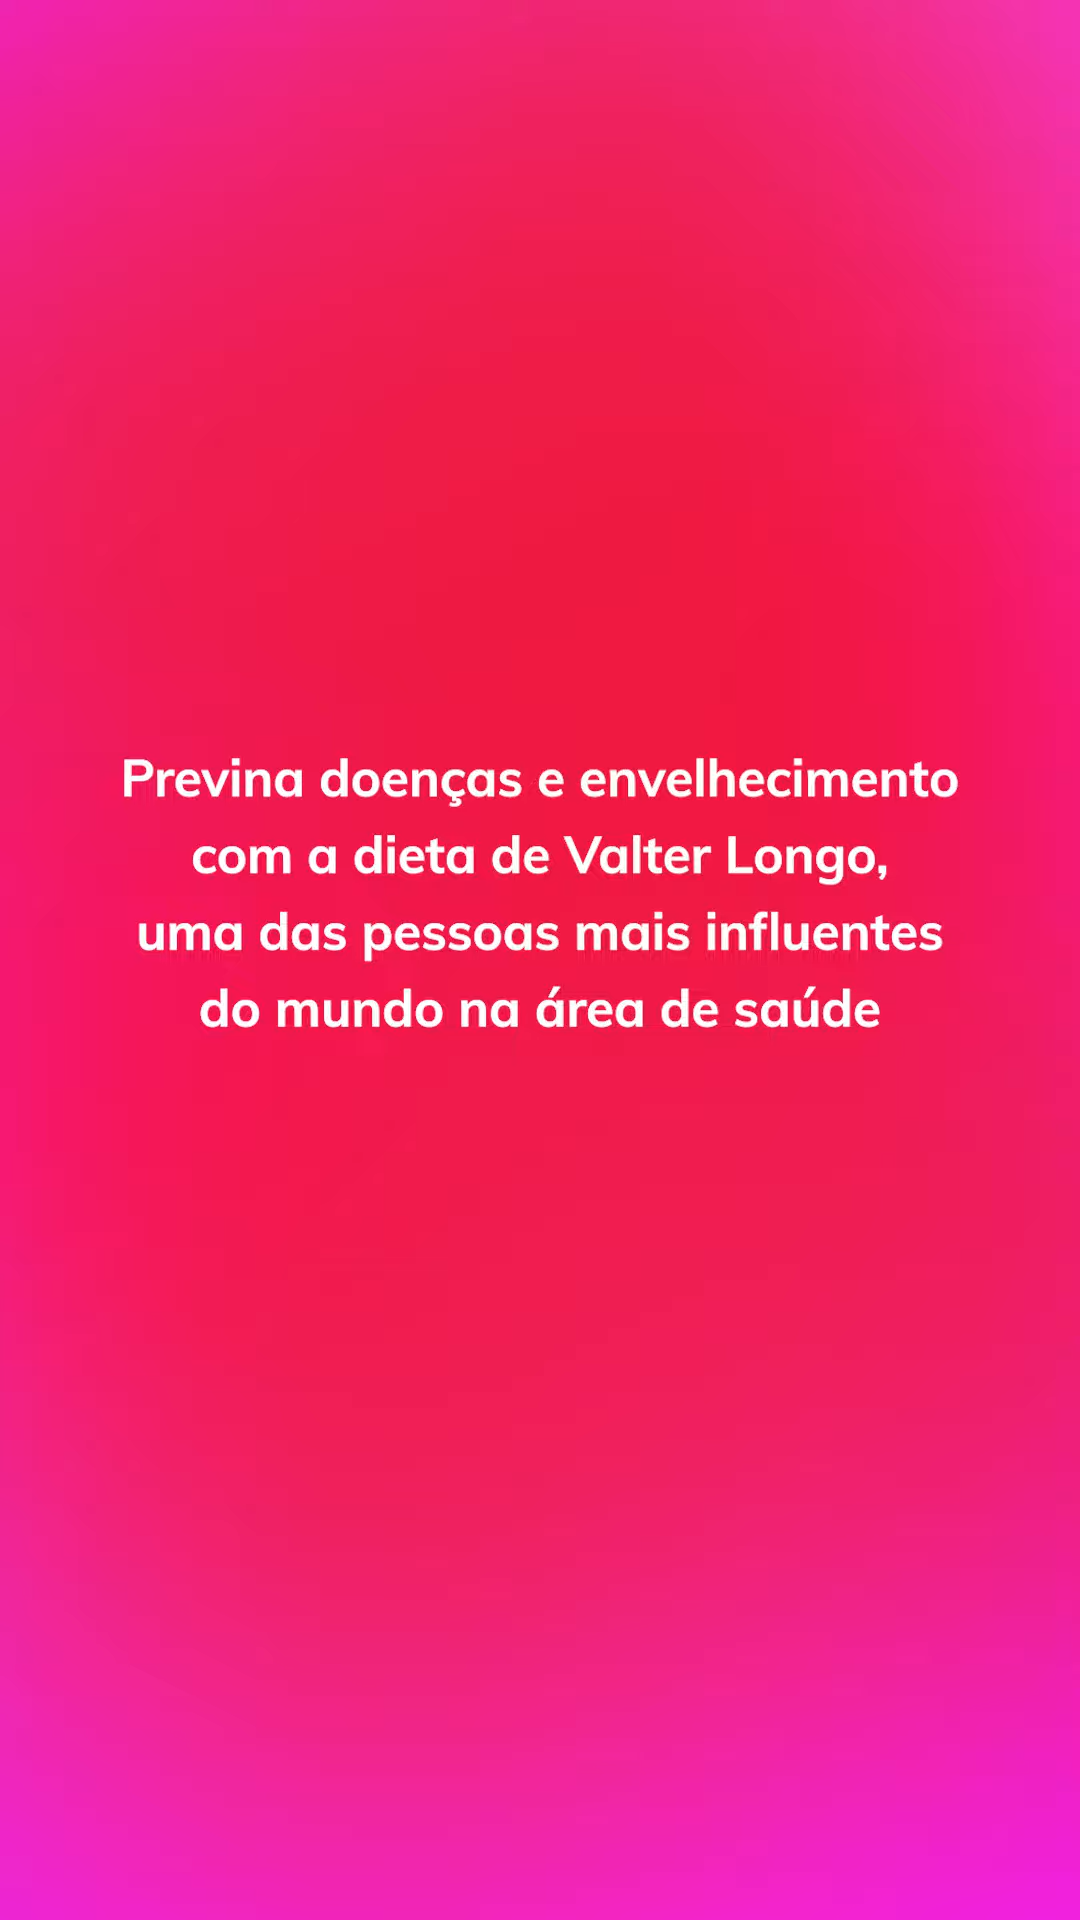 Previna doenças e envelhecimento
com a dieta de Valter Longo,
uma das pessoas mais influentes
do mundo na área de saúde